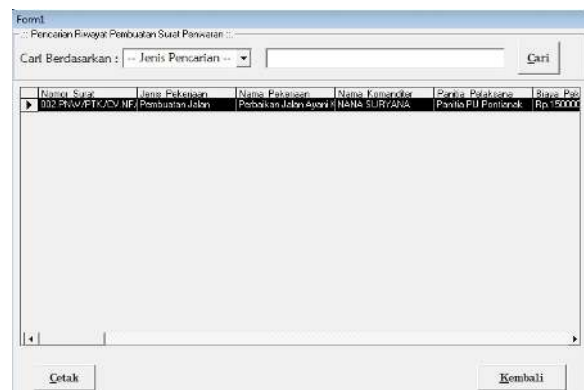 Form1
.:: Pencarian Riwayat Pembuatan Surat Penwaran ::.
Cari Berdasarkan : -- Jenis Pencarian -- Cari
Nomor Surat Jenis Pekerjaan Nama Pekerjaan Nama Komanditer Panitia Pelaksana Biaya Pek
002 PNW/PTK/CV.NF/ Pembuatan Jalan Perbaikan Jalan Ayani K NANA SURYANA Panitia PU Pontianak Rp.150000
Cetak Kembali